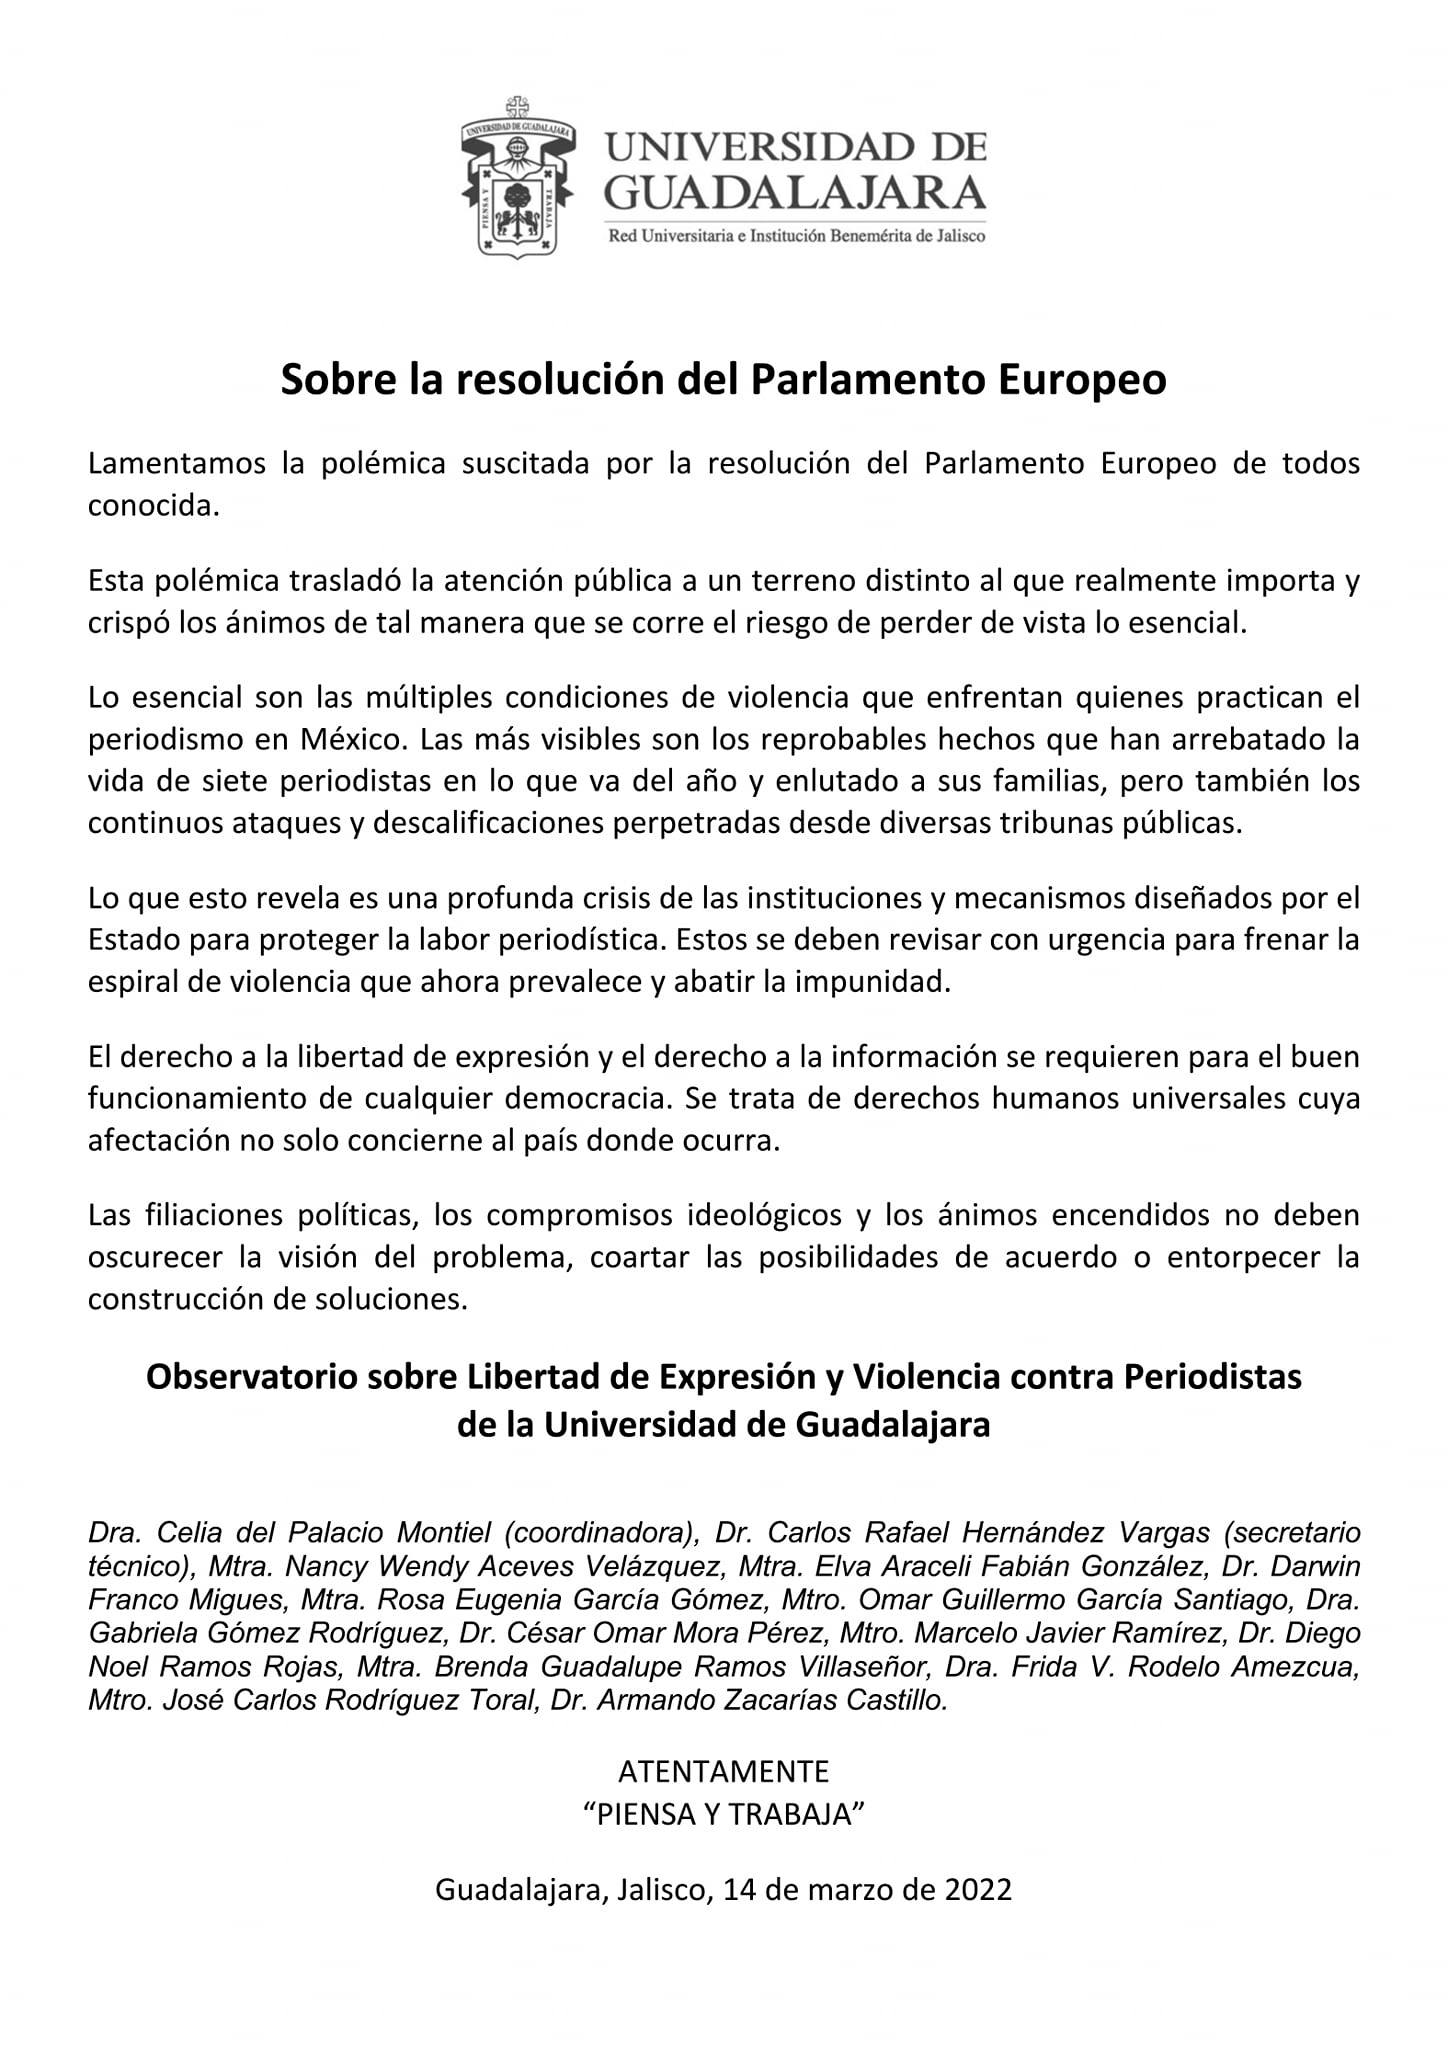 UNIVERSIDAD DE GUADALAJARA
PIENSA Y
TRABAJA
UNIVERSIDAD DE
GUADALAJARA
Red Universitaria e Institución Benemérita de Jalisco
Sobre la resolución del Parlamento Europeo
Lamentamos la polémica suscitada por la resolución del Parlamento Europeo de todos
conocida.
Esta polémica trasladó la atención pública a un terreno distinto al que realmente importa y
crispó los ánimos de tal manera que se corre el riesgo de perder de vista lo esencial.
Lo esencial son las múltiples condiciones de violencia que enfrentan quienes practican el
periodismo en México. Las más visibles son los reprobables hechos que han arrebatado la
vida de siete periodistas en lo que va del año y enlutado a sus familias, pero también los
continuos ataques y descalificaciones perpetradas desde diversas tribunas públicas.
Lo que esto revela es una profunda crisis de las instituciones y mecanismos diseñados por el
Estado para proteger la labor periodística. Estos se deben revisar con urgencia para frenar la
espiral de violencia que ahora prevalece y abatir la impunidad.
El derecho a la libertad de expresión y el derecho a la información se requieren para el buen
funcionamiento de cualquier democracia. Se trata de derechos humanos universales cuya
afectación no solo concierne al país donde ocurra.
Las filiaciones políticas, los compromisos ideológicos y los ánimos encendidos no deben
oscurecer la visión del problema, coartar las posibilidades de acuerdo o entorpecer la
construcción de soluciones.
Observatorio sobre Libertad de Expresión y Violencia contra Periodistas
de la Universidad de Guadalajara
Dra. Celia del Palacio Montiel (coordinadora), Dr. Carlos Rafael Hernández Vargas (secretario
técnico), Mtra. Nancy Wendy Aceves Velázquez, Mtra. Elva Araceli Fabián González, Dr. Darwin
Franco Migues, Mtra. Rosa Eugenia García Gómez, Mtro. Omar Guillermo García Santiago, Dra.
Gabriela Gómez Rodríguez, Dr. César Omar Mora Pérez, Mtro. Marcelo Javier Ramírez, Dr. Diego
Noel Ramos Rojas, Mtra. Brenda Guadalupe Ramos Villaseñor, Dra. Frida V. Rodelo Amezcua,
Mtro. José Carlos Rodríguez Toral, Dr. Armando Zacarías Castillo.
ATENTAMENTE
“PIENSA Y TRABAJA”
Guadalajara, Jalisco, 14 de marzo de 2022